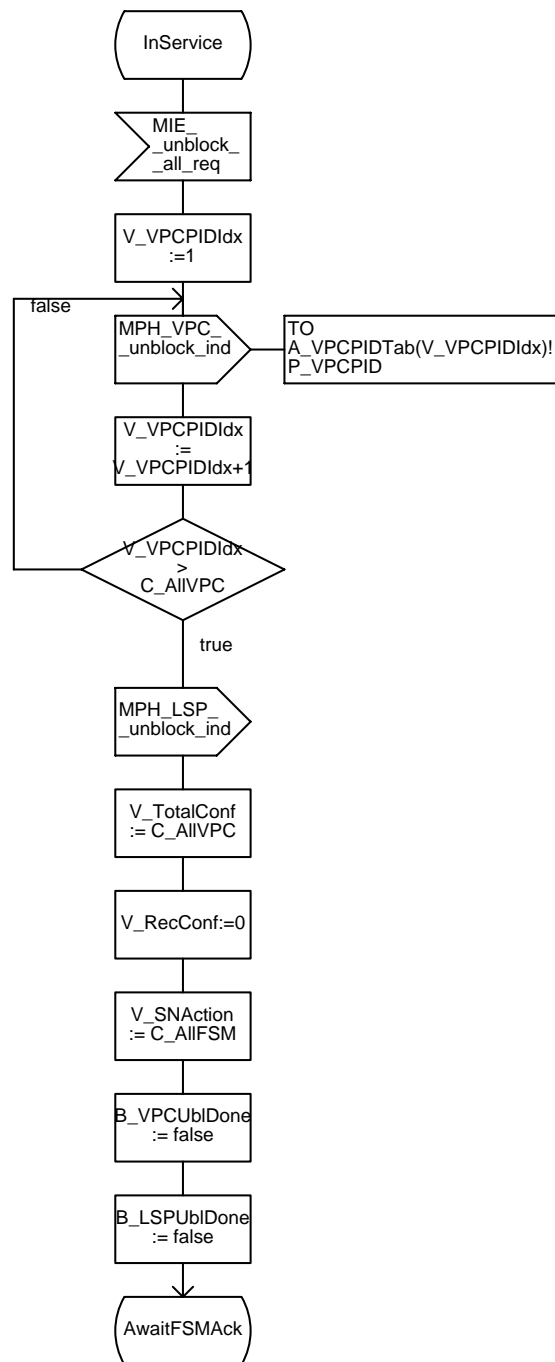 InService
MIE_
_unblock_
_all_req
V_VPCPIDIdx
:=1
false
MPH_VPC_
_unblock_ind
TO
A_VPCPIDTab(V_VPCPIDIdx)!
P_VPCPID
V_VPCPIDIdx
:=
V_VPCPIDIdx+1
V_VPCPIDIdx
>
C_AllVPC
true
MPH_LSP_
_unblock_ind
V_TotalConf
:= C_AllVPC
V_RecConf:=0
V_SNAction
:= C_AllFSM
B_VPCUblDone
:= false
B_LSPUblDone
:= false
AwaitFSMAck